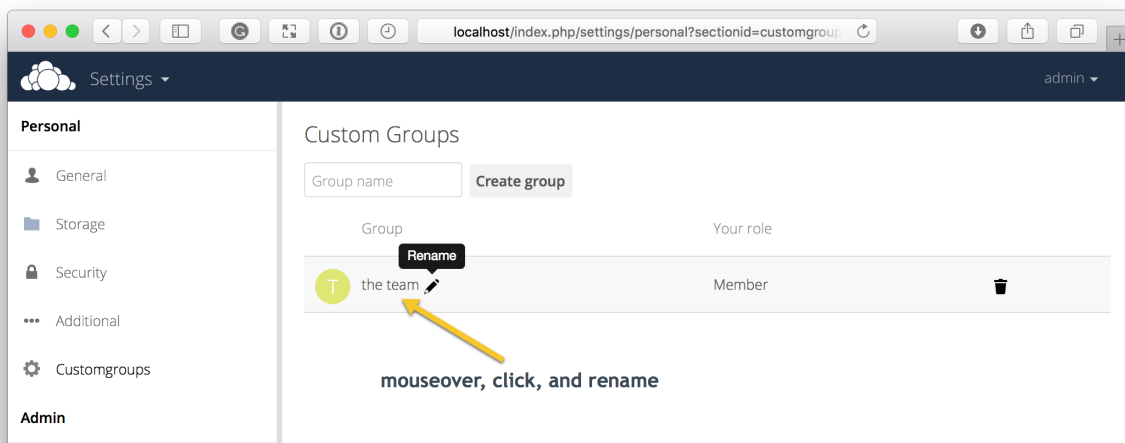 localhost/index.php/settings/personal?sectionid=customgroup
Settings
admin
Personal
General
Storage
Security
Additional
Customgroups
Admin
Custom Groups
Group name
Create group
Group
Your role
Rename
T
the team
Member
mouseover, click, and rename